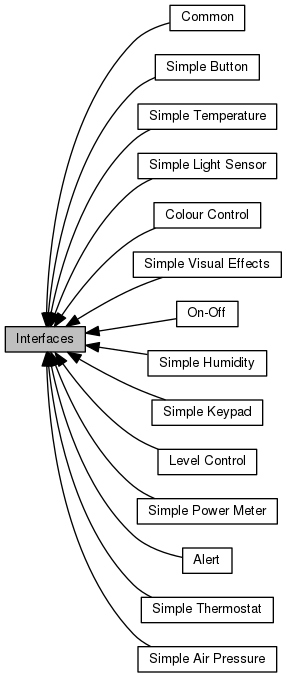 Common
Simple Button
Simple Temperature
Simple Light Sensor
Colour Control
Simple Visual Effects
On-Off
Interfaces
Simple Humidity
Simple Keypad
Level Control
Simple Power Meter
Alert
Simple Thermostat
Simple Air Pressure